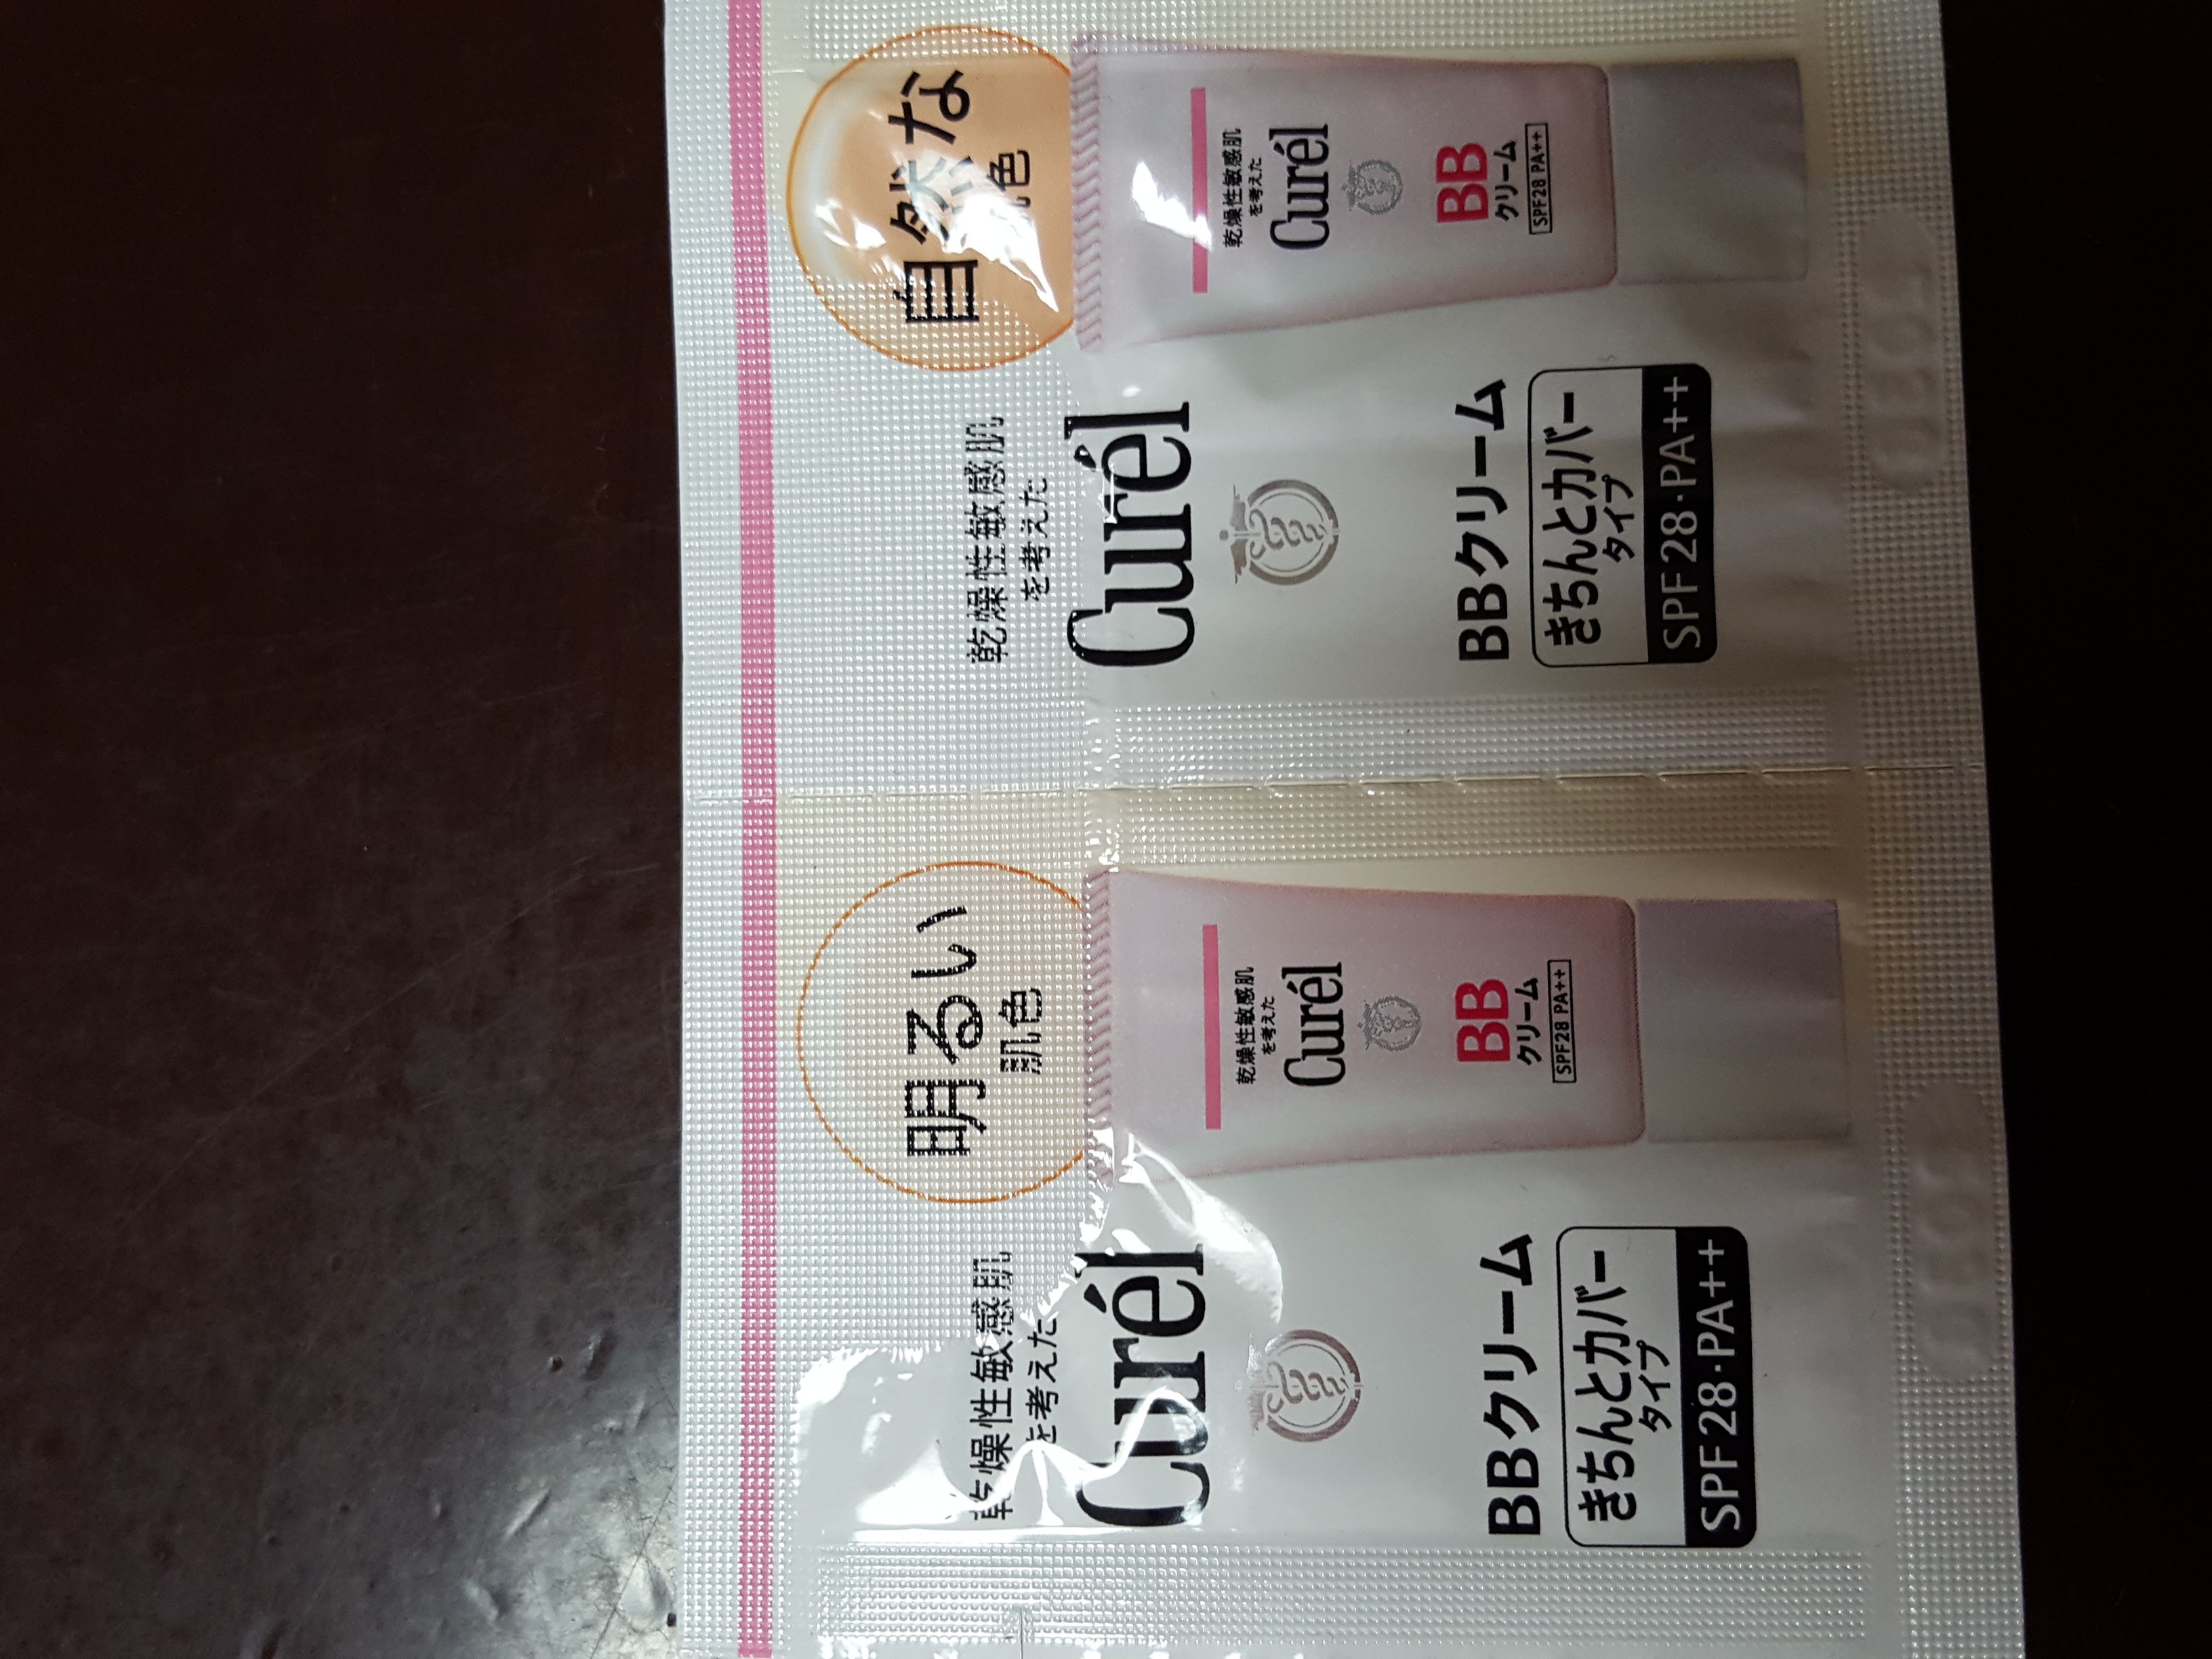 明るい
肌色
乾燥性敏感肌
を考えた
Curél
BBクリーム
きちんとカバー
タイプ
SPF28·PA++
乾燥性敏感肌
を考えた
Curél
BB
クリーム
SPF28 PA++
自然な
肌色
乾燥性敏感肌
を考えた
Curél
BBクリーム
きちんとカバー
タイプ
SPF28·PA++
乾燥性敏感肌
を考えた
Curél
BB
クリーム
SPF28 PA++